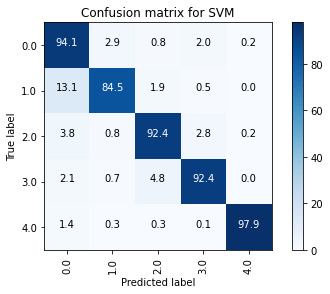 Confusion matrix for SVM
True label
0.0 94.1 2.9 0.8 2.0 0.2
1.0 13.1 84.5 1.9 0.5 0.0
2.0 3.8 0.8 92.4 2.8 0.2
3.0 2.1 0.7 4.8 92.4 0.0
4.0 1.4 0.3 0.3 0.1 97.9
0.0 1.0 2.0 3.0 4.0
Predicted label
80
60
40
20
0